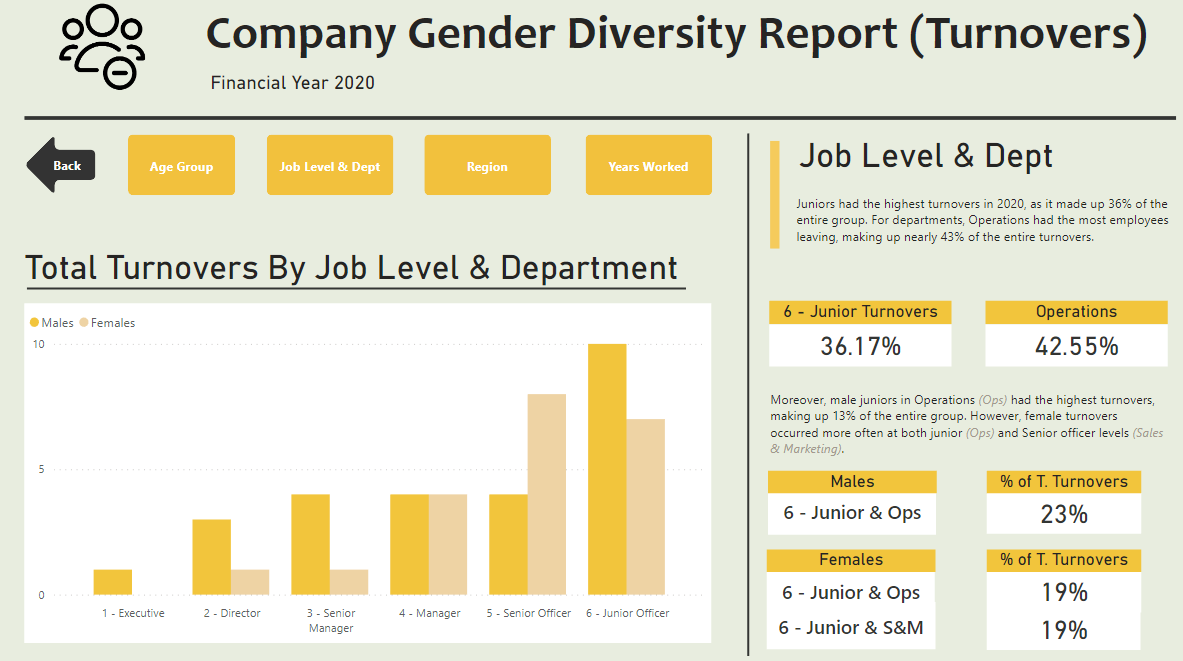 Company Gender Diversity Report (Turnovers)
Financial Year 2020
Back
Age Group
Job Level & Dept
Region
Years Worked
Total Turnovers By Job Level & Department
Males Females
10
5
0
1 - Executive
2 - Director
3 - Senior
Manager
4 - Manager
5 - Senior Officer
6 - Junior Officer
Job Level & Dept
Juniors had the highest turnovers in 2020, as it made up 36% of the
entire group. For departments, Operations had the most employees
leaving, making up nearly 43% of the entire turnovers.
6 - Junior Turnovers
36.17%
Operations
42.55%
Moreover, male juniors in Operations (Ops) had the highest turnovers,
making up 13% of the entire group. However, female turnovers
occurred more often at both junior (Ops) and Senior officer levels (Sales
& Marketing).
Males
6 - Junior & Ops
% of T. Turnovers
23%
Females
6 - Junior & Ops
6 - Junior & S&M
% of T. Turnovers
19%
19%